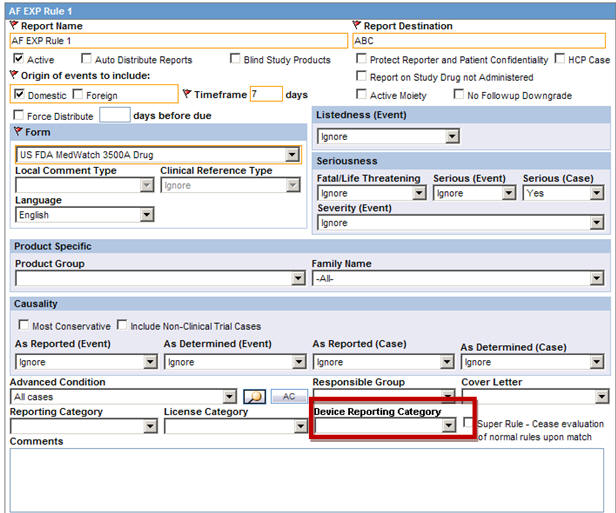 AF EXP Rule 1
Report Name Report Destination
AF EXP Rule 1 ABC
Active Auto Distribute Reports Blind Study Products Protect Reporter and Patient Confidentiality HCP Case
Origin of events to include: Report on Study Drug not Administered
Domestic Foreign Timeframe 7 days Active Moiety No Followup Downgrade
Force Distribute days before due Listedness (Event)
Form Ignore
US FDA MedWatch 3500A Drug Seriousness
Local Comment Type Clinical Reference Type Fatal/Life Threatening Serious (Event) Serious (Case)
Ignore Ignore Ignore Yes
Language Severity (Event)
English Ignore
Product Specific
Product Group Family Name
-All-
Causality
Most Conservative Include Non-Clinical Trial Cases
As Reported (Event) As Determined (Event) As Reported (Case) As Determined (Case)
Ignore Ignore Ignore Ignore
Advanced Condition Responsible Group Cover Letter
All cases AC
Reporting Category License Category Device Reporting Category
Super Rule - Cease evaluation
of normal rules upon match
Comments